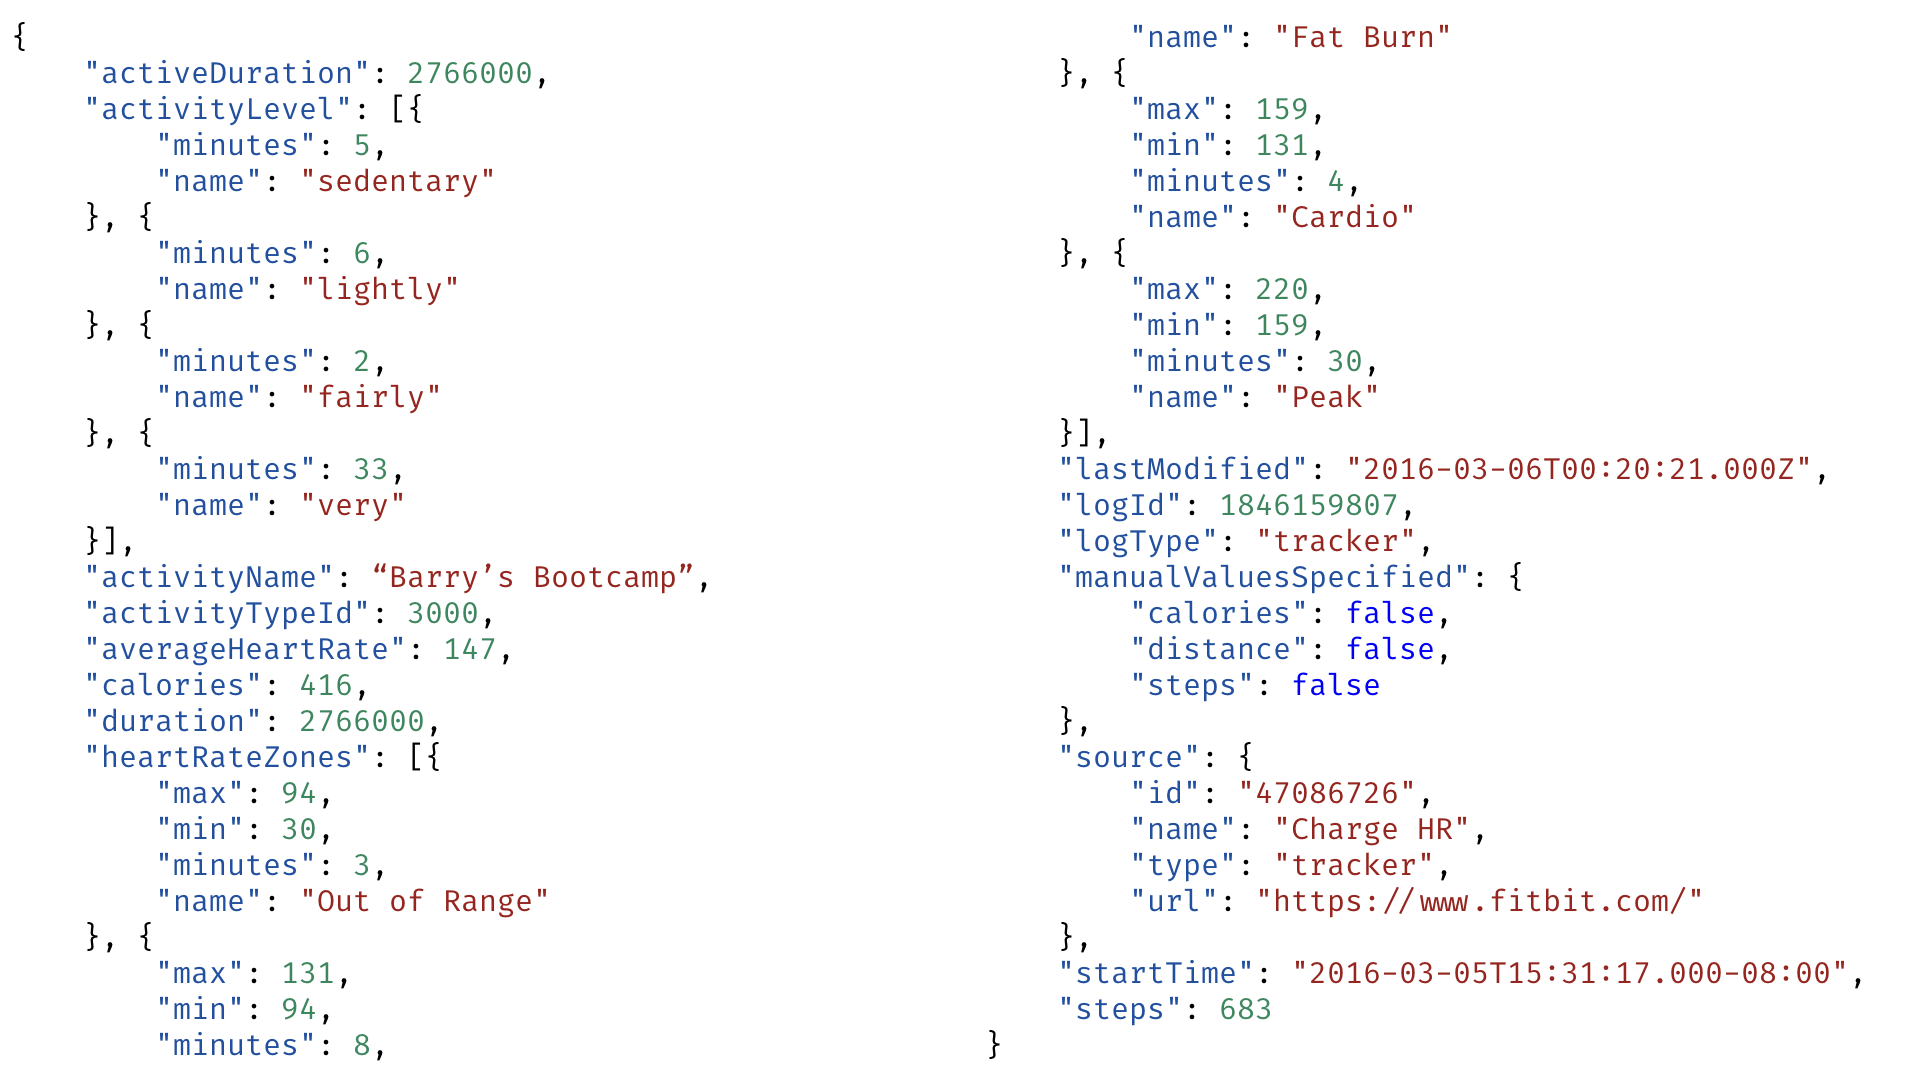 {
    "activeDuration": 2766000,
    "activityLevel": [{
        "minutes": 5,
        "name": "sedentary"
    }, {
        "minutes": 6,
        "name": "lightly"
    }, {
        "minutes": 2,
        "name": "fairly"
    }, {
        "minutes": 33,
        "name": "very"
    }],
    "activityName": “Barry’s Bootcamp”,
    "activityTypeId": 3000,
    "averageHeartRate": 147,
    "calories": 416,
    "duration": 2766000,
    "heartRateZones": [{
        "max": 94,
        "min": 30,
        "minutes": 3,
        "name": "Out of Range"
    }, {
        "max": 131,
        "min": 94,
        "minutes": 8,
        "name": "Fat Burn"
    }, {
        "max": 159,
        "min": 131,
        "minutes": 4,
        "name": "Cardio"
    }, {
        "max": 220,
        "min": 159,
        "minutes": 30,
        "name": "Peak"
    }],
    "lastModified": "2016-03-06T00:20:21.000Z",
    "logId": 1846159807,
    "logType": "tracker",
    "manualValuesSpecified": {
        "calories": false,
        "distance": false,
        "steps": false
    },
    "source": {
        "id": "47086726",
        "name": "Charge HR",
        "type": "tracker",
        "url": "https://www.fitbit.com/"
    },
    "startTime": "2016-03-05T15:31:17.000-08:00",
    "steps": 683
}